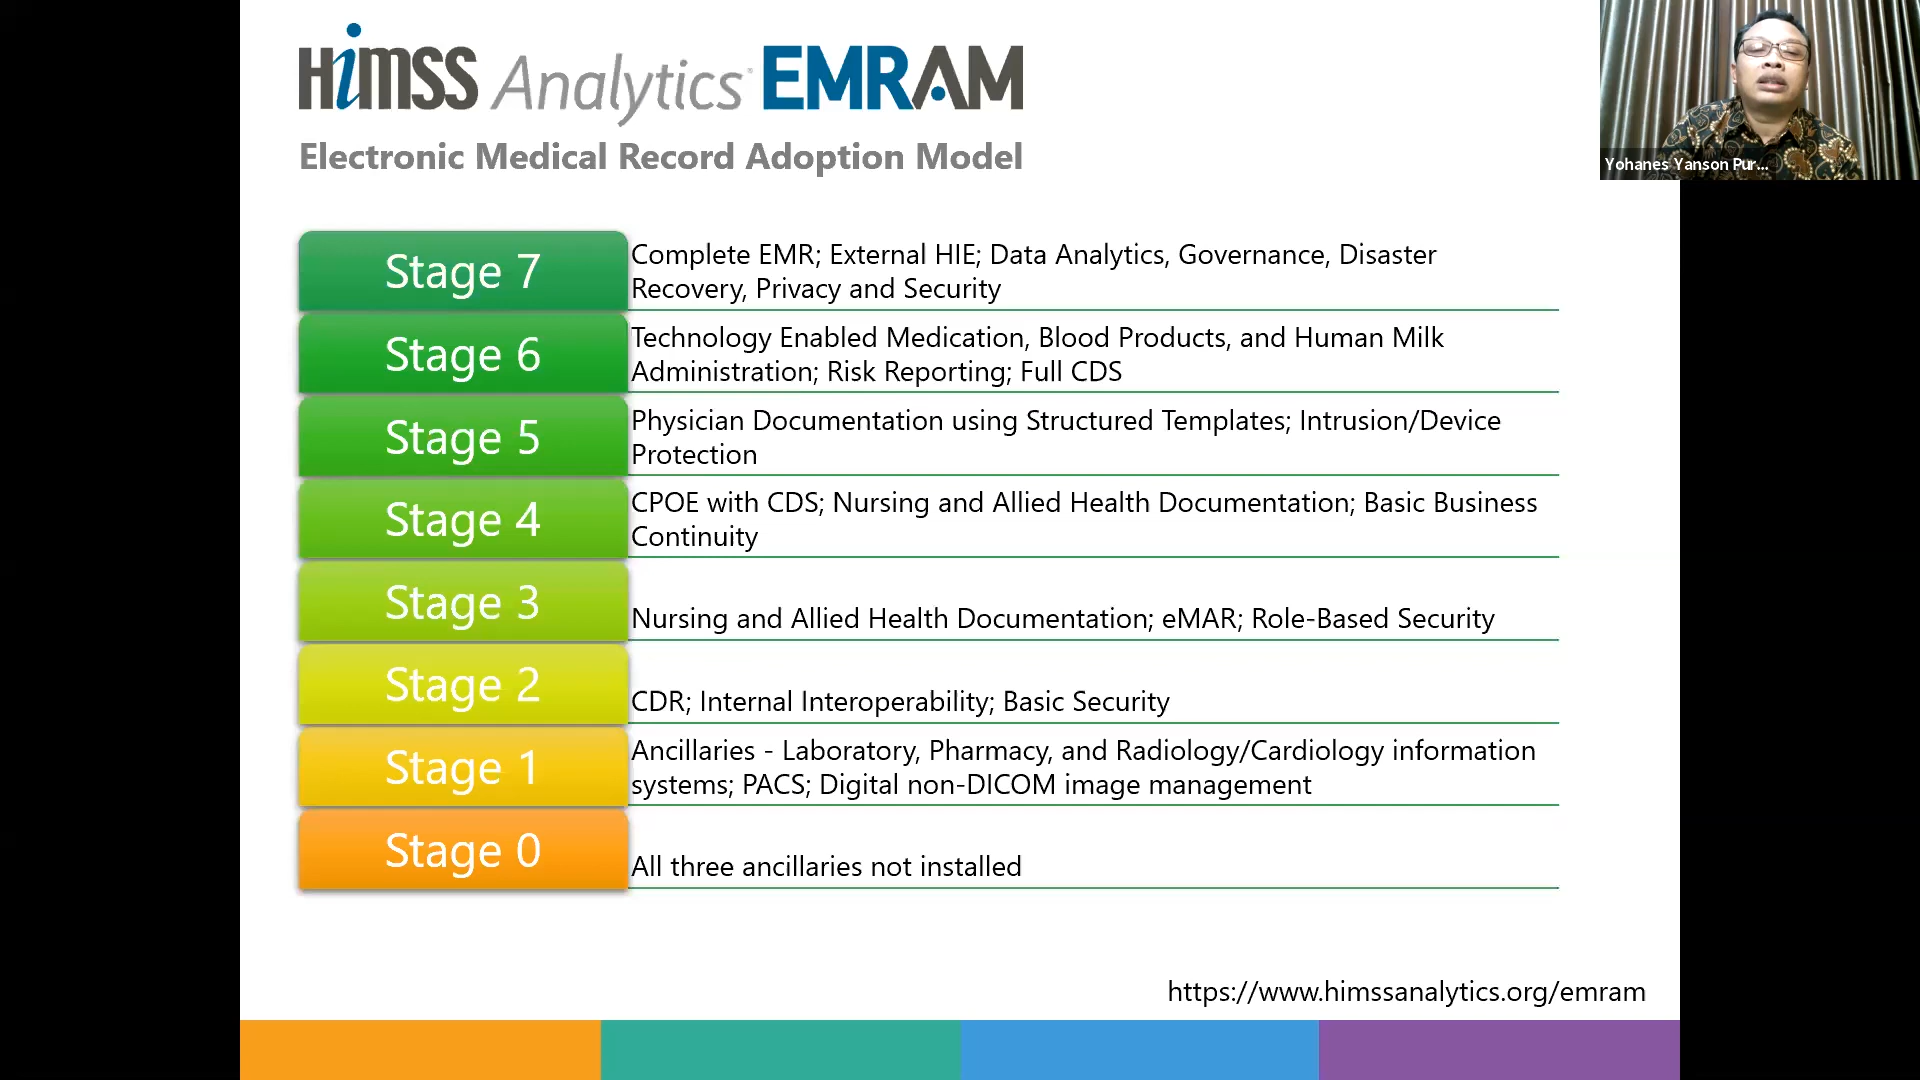 HiMSS Analytics EMRAM
Electronic Medical Record Adoption Model
Yohanes Yanson Pur...
Stage 7
Complete EMR; External HIE; Data Analytics, Governance, Disaster
Recovery, Privacy and Security
Stage 6
Technology Enabled Medication, Blood Products, and Human Milk
Administration; Risk Reporting; Full CDS
Stage 5
Physician Documentation using Structured Templates; Intrusion/Device
Protection
Stage 4
CPOE with CDS; Nursing and Allied Health Documentation; Basic Business
Continuity
Stage 3
Nursing and Allied Health Documentation; eMAR; Role-Based Security
Stage 2
CDR; Internal Interoperability; Basic Security
Stage 1
Ancillaries - Laboratory, Pharmacy, and Radiology/Cardiology information
systems; PACS; Digital non-DICOM image management
Stage 0
All three ancillaries not installed
https://www.himssanalytics.org/emram